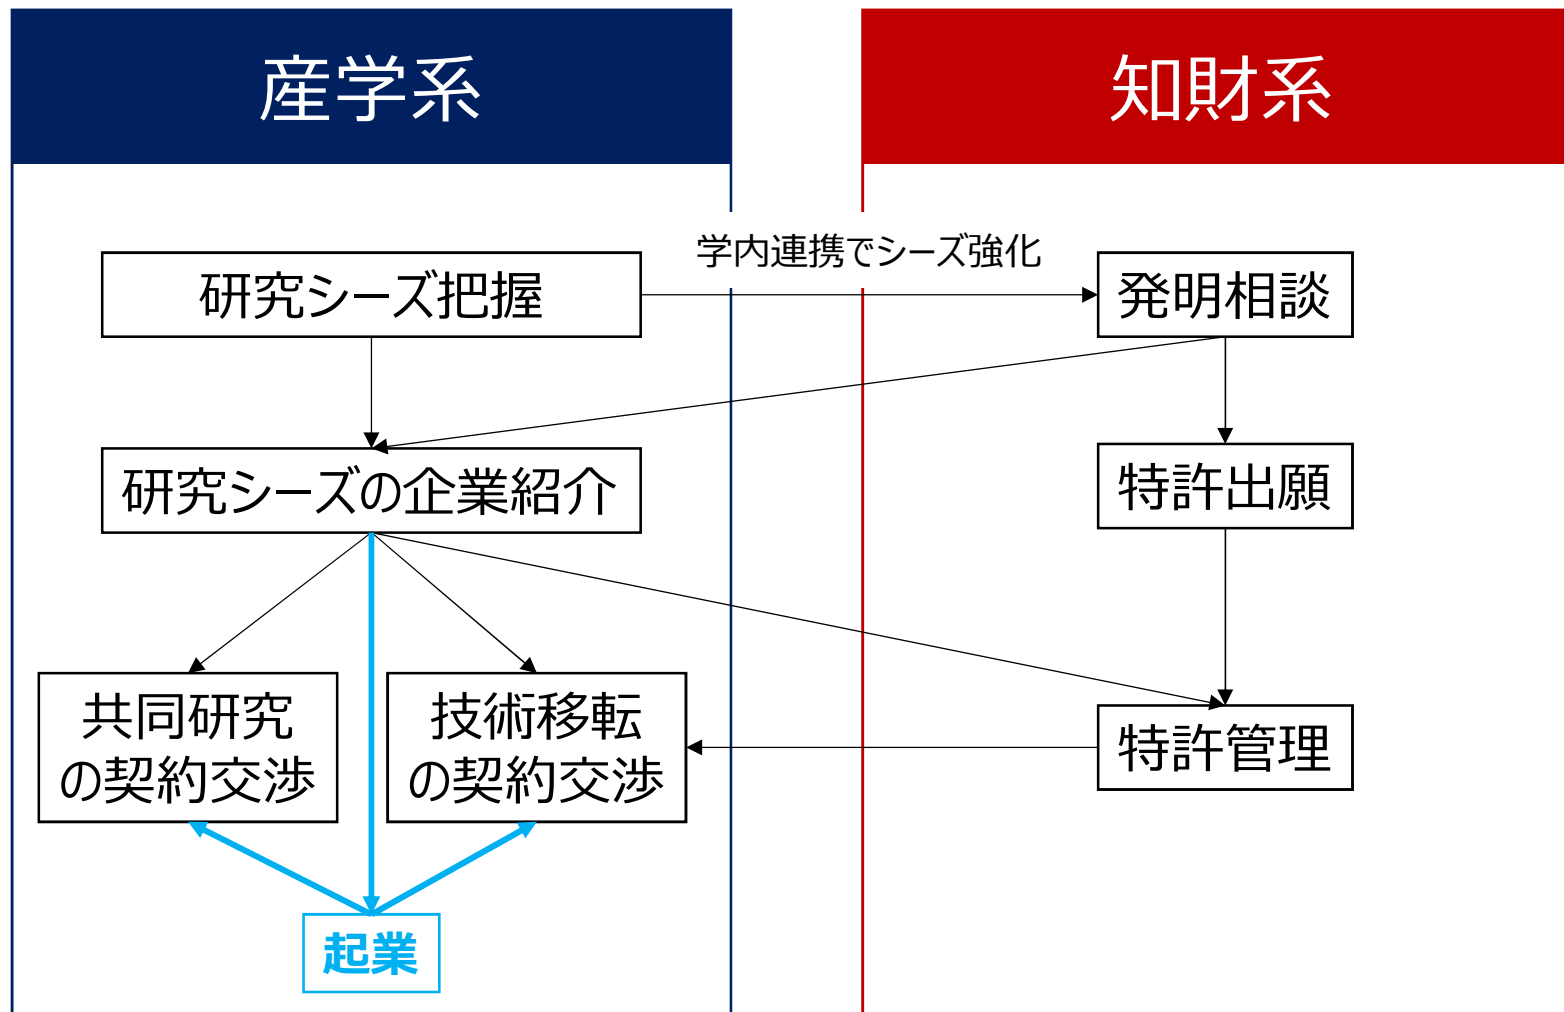 産学系
知財系
学内連携でシーズ強化
研究シーズ把握
発明相談
研究シーズの企業紹介
特許出願
共同研究
の契約交渉
技術移転
の契約交渉
特許管理
起業